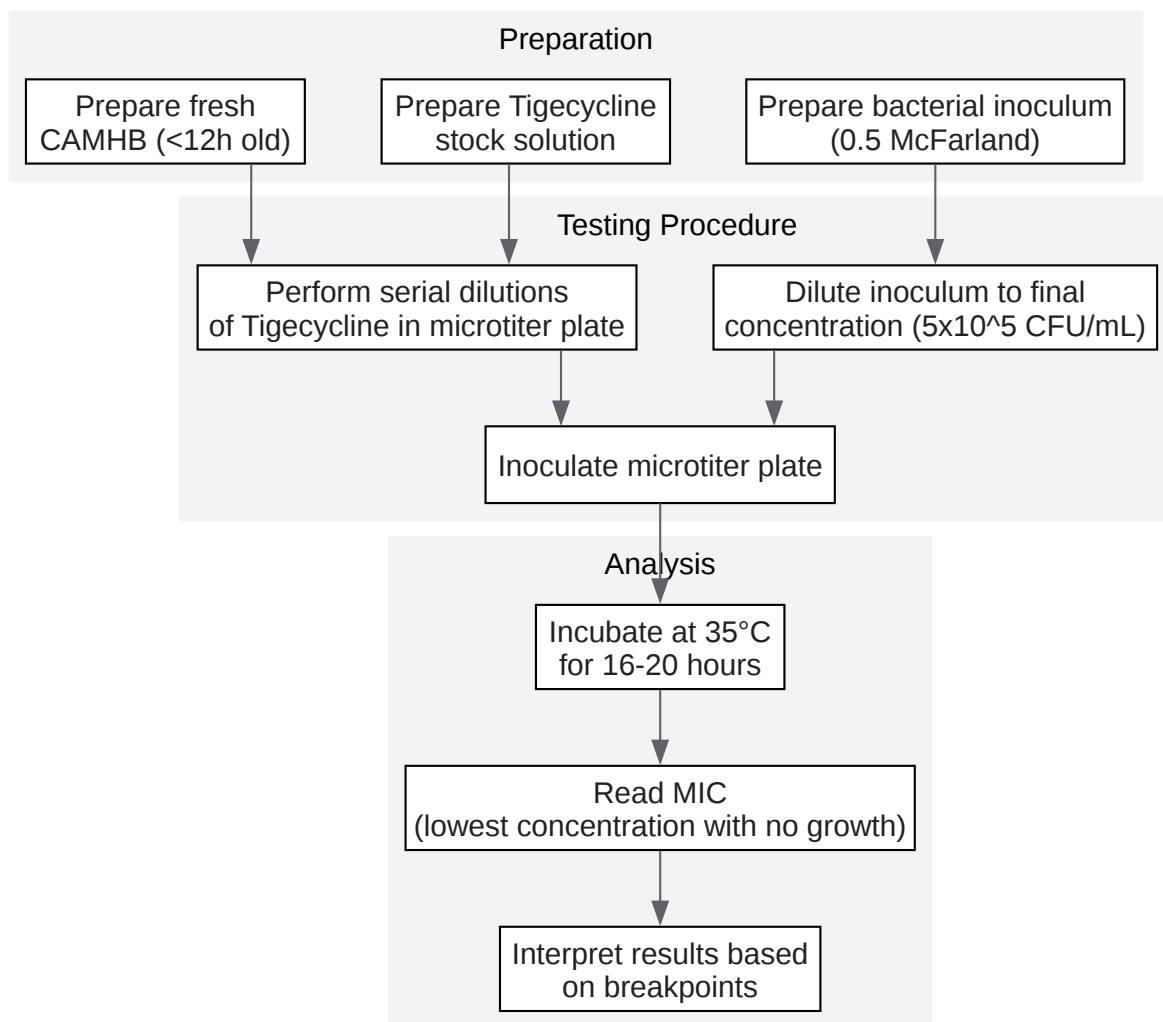 Preparation
Prepare fresh
CAMHB (<12h old)
Prepare Tigecycline
stock solution
Prepare bacterial inoculum
(0.5 McFarland)
Testing Procedure
Perform serial dilutions
of Tigecycline in microtiter plate
Dilute inoculum to final
concentration (5x10^5 CFU/mL)
Inoculate microtiter plate
Analysis
Incubate at 35°C
for 16-20 hours
Read MIC
(lowest concentration with no growth)
Interpret results based
on breakpoints